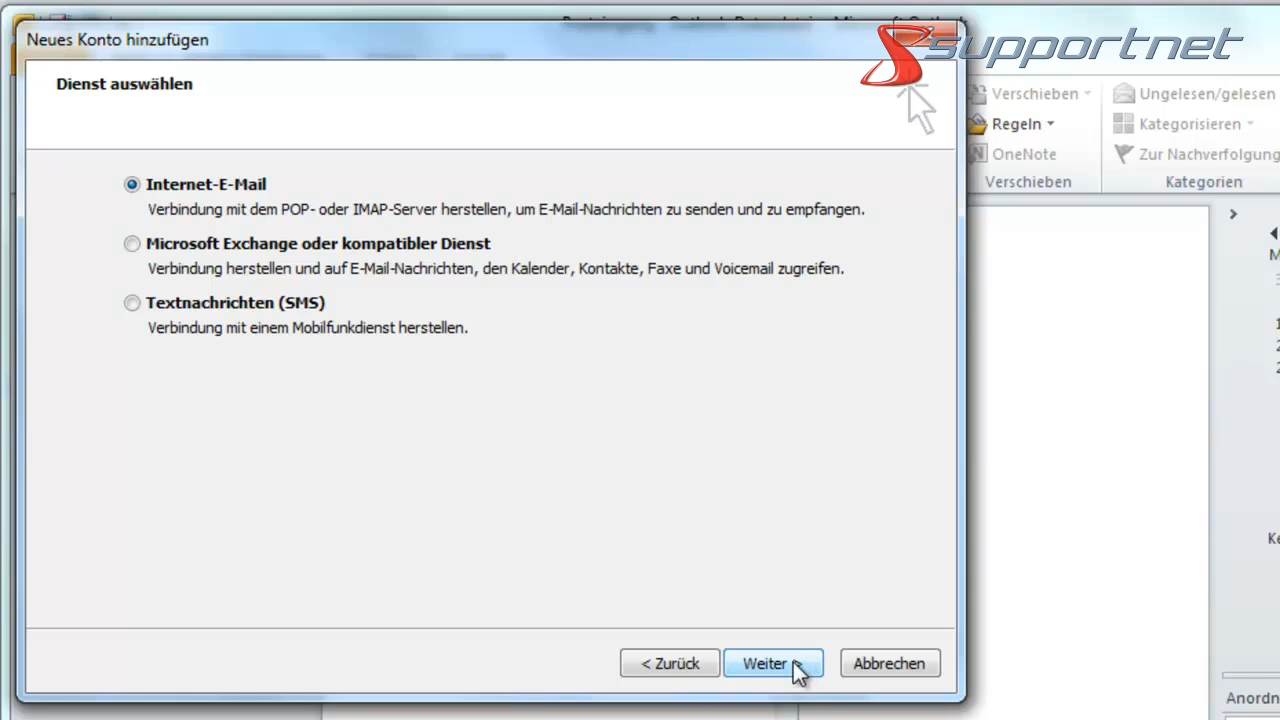 Neues Konto hinzufügen
supportnet
Dienst auswählen
Internet-E-Mail
Verbindung mit dem POP- oder IMAP-Server herstellen, um E-Mail-Nachrichten zu senden und zu empfangen.
Microsoft Exchange oder kompatibler Dienst
Verbindung herstellen und auf E-Mail-Nachrichten, den Kalender, Kontakte, Faxe und Voicemail zugreifen.
Textnachrichten (SMS)
Verbindung mit einem Mobilfunkdienst herstellen.
< Zurück
Weiter >
Abbrechen
Verschieben
Regeln
OneNote
Verschieben
Ungelesen/gelesen
Kategorisieren
Zur Nachverfolgung
Kategorien
Anordn